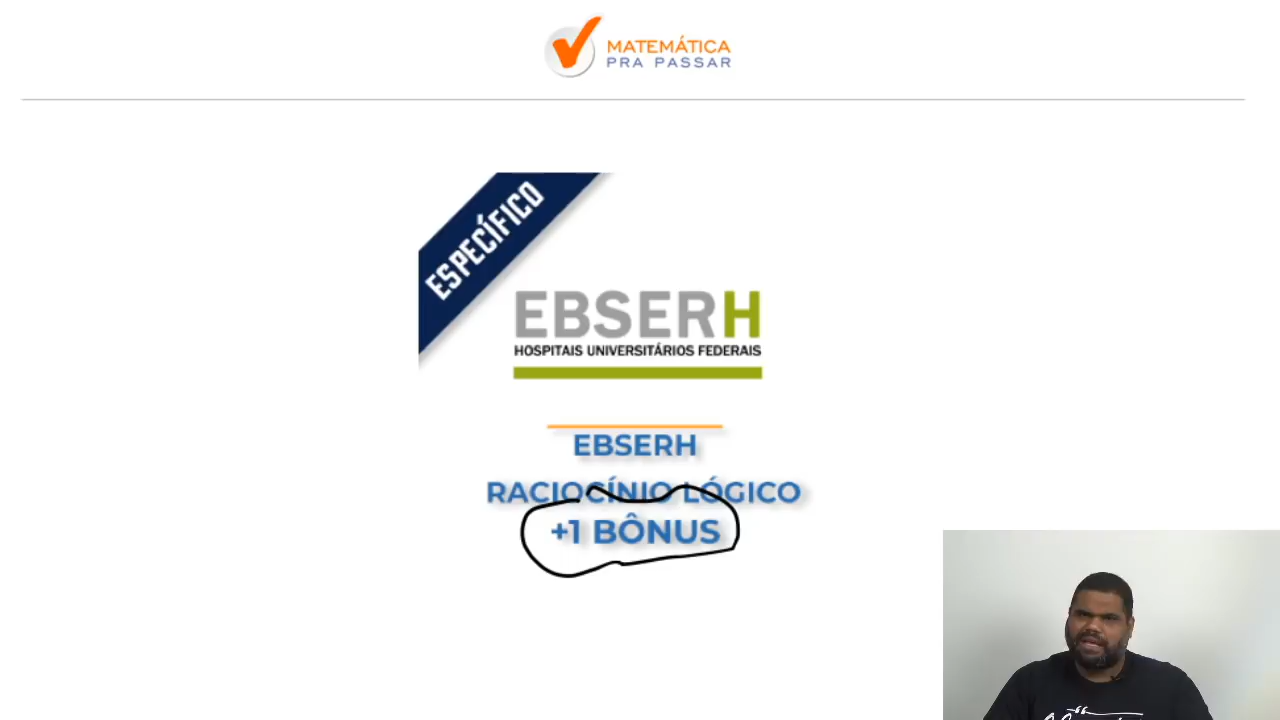 MATEMÁTICA
PRA PASSAR
ESPECÍFICO
EBSERH
HOSPITAIS UNIVERSITÁRIOS FEDERAIS
EBSERH
RACIOCÍNIO LÓGICO
+1 BÔNUS